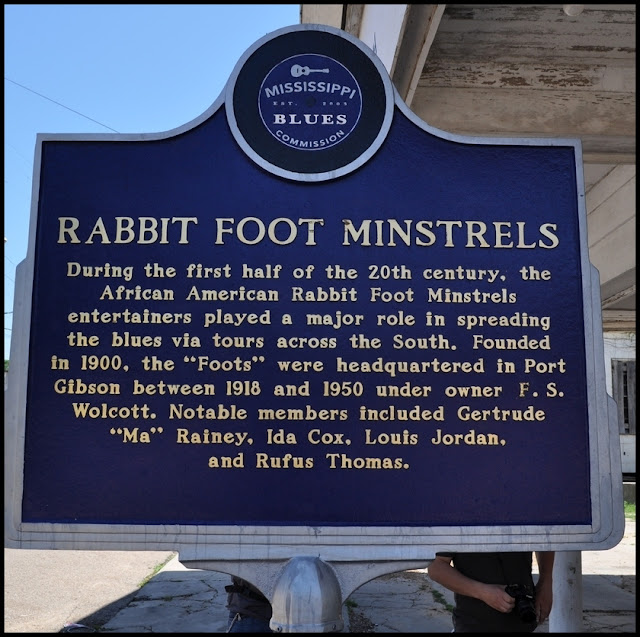 MISSISSIPPI
EST. 2003
BLUES
COMMISSION
RABBIT FOOT MINSTRELS
During the first half of the 20th century, the
African American Rabbit Foot Minstrels
entertainers played a major role in spreading
the blues via tours across the South. Founded
in 1900, the “Foots” were headquartered in Port
Gibson between 1918 and 1950 under owner F. S.
Wolcott. Notable members included Gertrude
“Ma” Rainey, Ida Cox, Louis Jordan,
and Rufus Thomas.